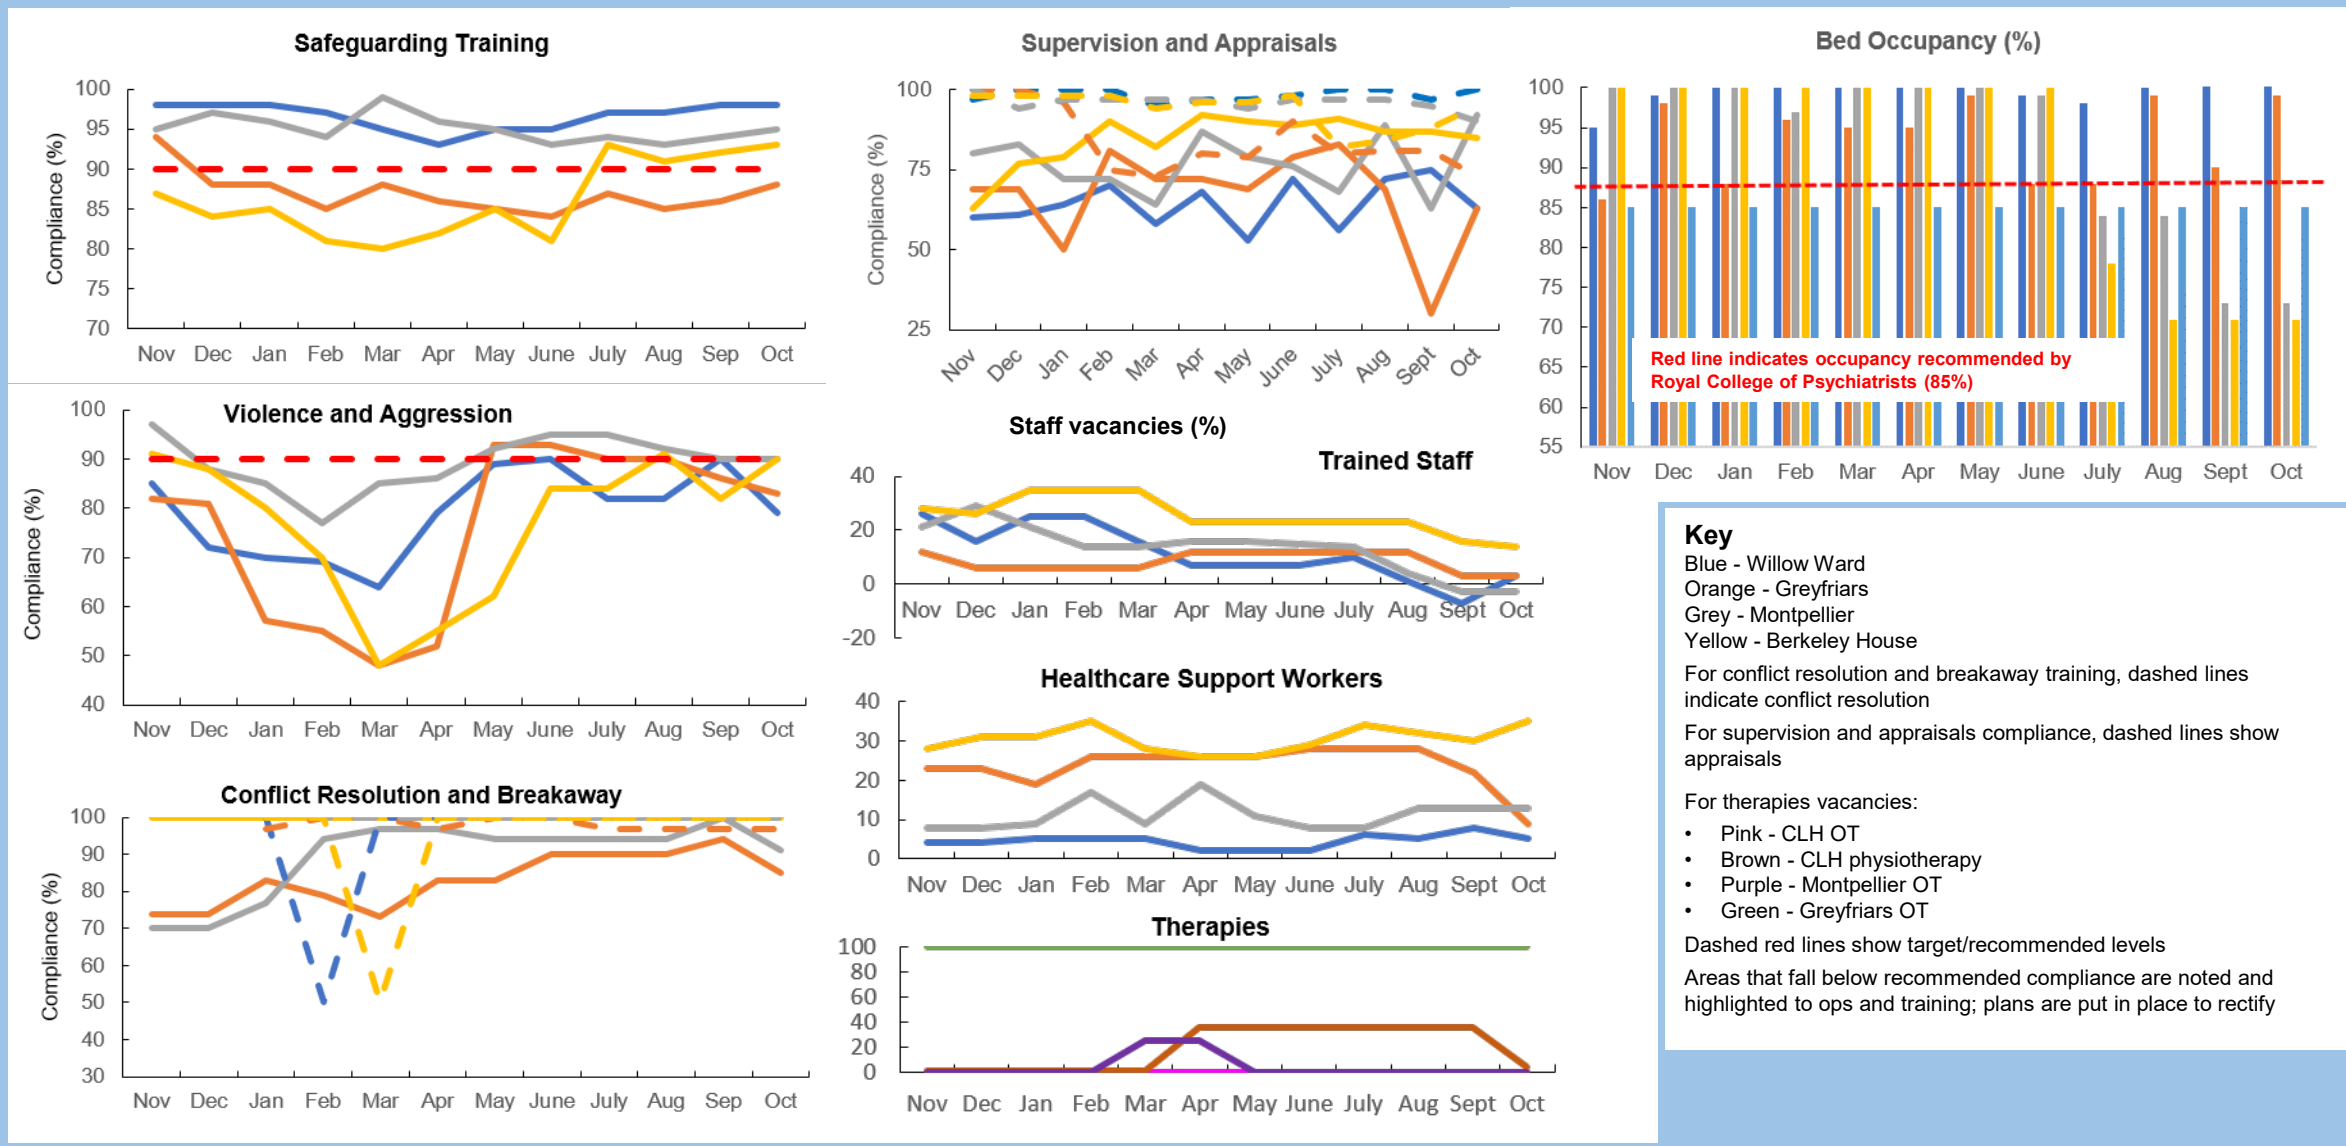 Safeguarding Training
Compliance (%)
100
95
90
85
80
75
70
Nov Dec Jan Feb Mar Apr May June July Aug Sep Oct
Violence and Aggression
Compliance (%)
100
90
80
70
60
50
40
Nov Dec Jan Feb Mar Apr May June July Aug Sep Oct
Conflict Resolution and Breakaway
Compliance (%)
100
90
80
70
60
50
40
30
Nov Dec Jan Feb Mar Apr May June July Aug Sep Oct
Supervision and Appraisals
Compliance (%)
100
75
50
25
Nov Dec Jan Feb Mar Apr May June July Aug Sept Oct
Staff vacancies (%)
Trained Staff
40
20
0
-20
Nov Dec Jan Feb Mar Apr May June July Aug Sept Oct
Healthcare Support Workers
40
30
20
10
0
Nov Dec Jan Feb Mar Apr May June July Aug Sept Oct
Therapies
100
80
60
40
20
0
Nov Dec Jan Feb Mar Apr May June July Aug Sept Oct
Bed Occupancy (%)
100
95
90
85
80
75
70
65
60
55
Red line indicates occupancy recommended by
Royal College of Psychiatrists (85%)
Nov Dec Jan Feb Mar Apr May June July Aug Sept Oct
Key
Blue - Willow Ward
Orange - Greyfriars
Grey - Montpellier
Yellow - Berkeley House
For conflict resolution and breakaway training, dashed lines
indicate conflict resolution
For supervision and appraisals compliance, dashed lines show
appraisals
For therapies vacancies:
• Pink - CLH OT
• Brown - CLH physiotherapy
• Purple - Montpellier OT
• Green - Greyfriars OT
Dashed red lines show target/recommended levels
Areas that fall below recommended compliance are noted and
highlighted to ops and training; plans are put in place to rectify